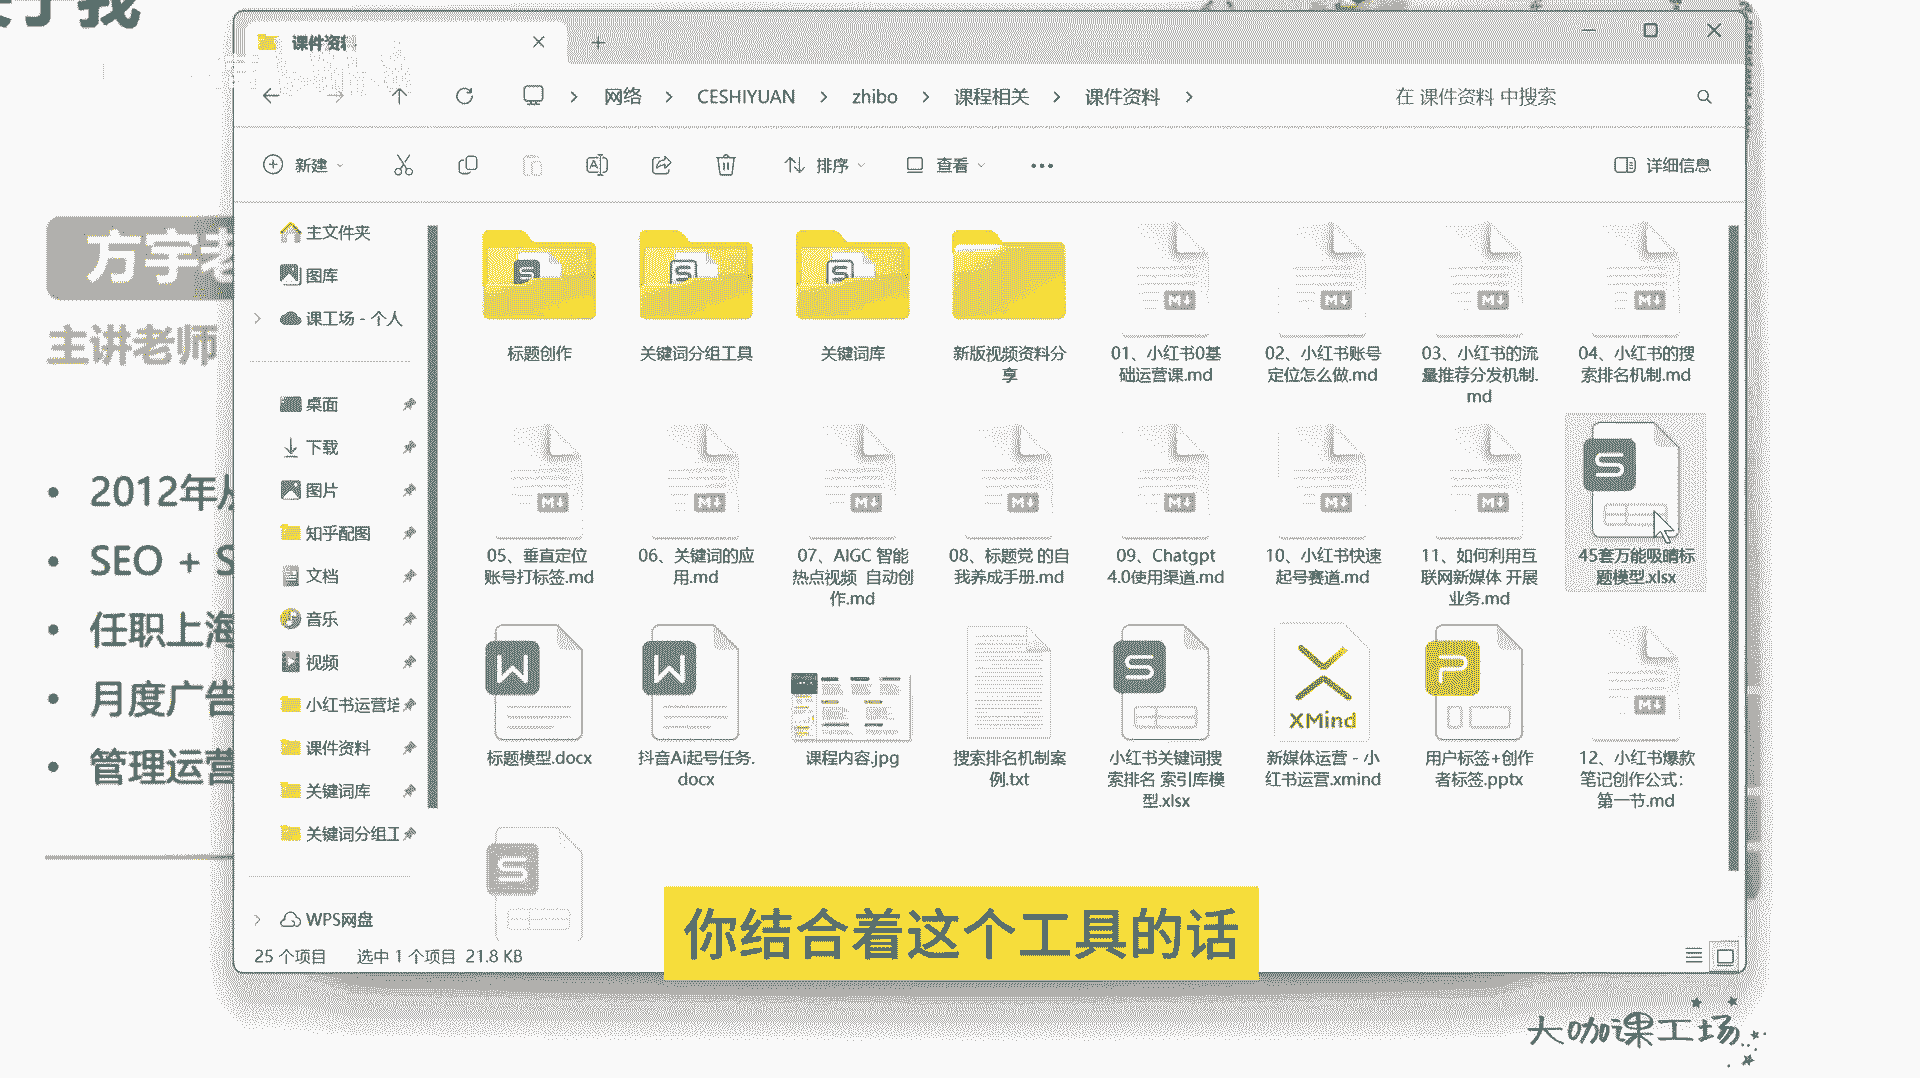 关于我
课件资料
网络 CESHIYUAN zhibo 课程相关 课件资料
在 课件资料 中搜索
新建
排序
查看
详细信息
方宇老
主讲老师
2012年从
SEO + S
任职上海
月度广告
管理运营
主文件夹
图库
课工场 - 个人
桌面
下载
图片
知乎配图
文档
音乐
视频
小红书运营培
课件资料
关键词库
关键词分组工
WPS网盘
标题创作
关键词分组工具
关键词库
新版视频资料分
享
01、小红书0基
础运营课.md
02、小红书账号
定位怎么做.md
03、小红书的流
量推荐分发机制.
md
04、小红书的搜
索排名机制.md
05、垂直定位
账号打标签.md
06、关键词的应
用.md
07、AIGC 智能
热点视频 自动创
作.md
08、标题党 的自
我养成手册.md
09、Chatgpt
4.0使用渠道.md
10、小红书快速
起号赛道.md
11、如何利用互
联网新媒体 开展
业务.md
45套万能吸睛标
题模型.xlsx
标题模型.docx
抖音Ai起号任务.
docx
课程内容.jpg
搜索排名机制案
例.txt
小红书关键词搜
索排名 索引库模
型.xlsx
XMind
新媒体运营 - 小
红书运营.xmind
用户标签+创作
者标签.pptx
12、小红书爆款
笔记创作公式：
第一节.md
25 个项目 选中 1 个项目 21.8 KB
你结合着这个工具的话
大咖课工场